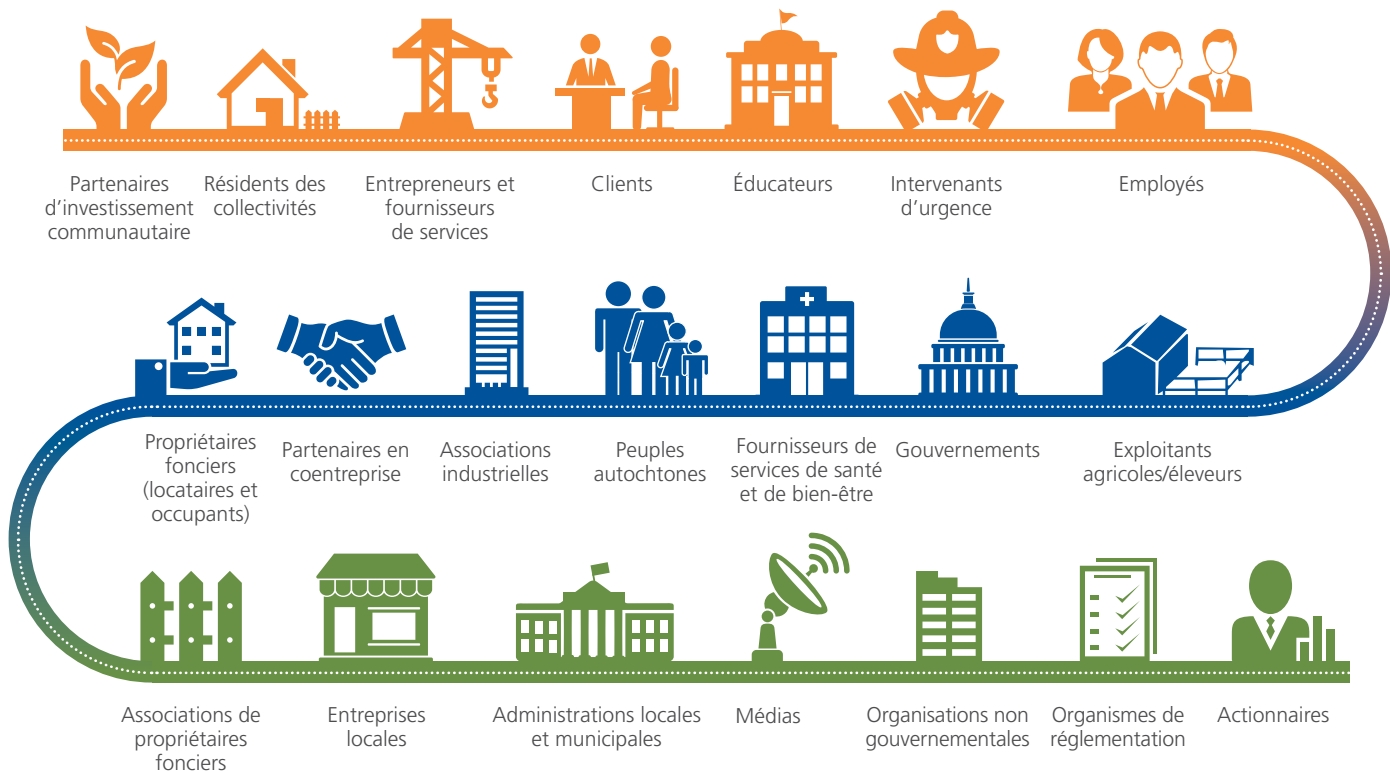 Partenaires
d'investissement
communautaire
Résidents des
collectivités
Entrepreneurs et
fournisseurs
de services
Clients
Éducateurs
Intervenants
d'urgence
Employés
Propriétaires
fonciers
(locataires et
occupants)
Partenaires en
coentreprise
Associations
industrielles
Peuples
autochtones
Fournisseurs de
services de santé
et de bien-être
Gouvernements
Exploitants
agricoles/éleveurs
Associations de
propriétaires
fonciers
Entreprises
locales
Administrations locales
et municipales
Médias
Organisations non
gouvernementales
Organismes de
réglementation
Actionnaires